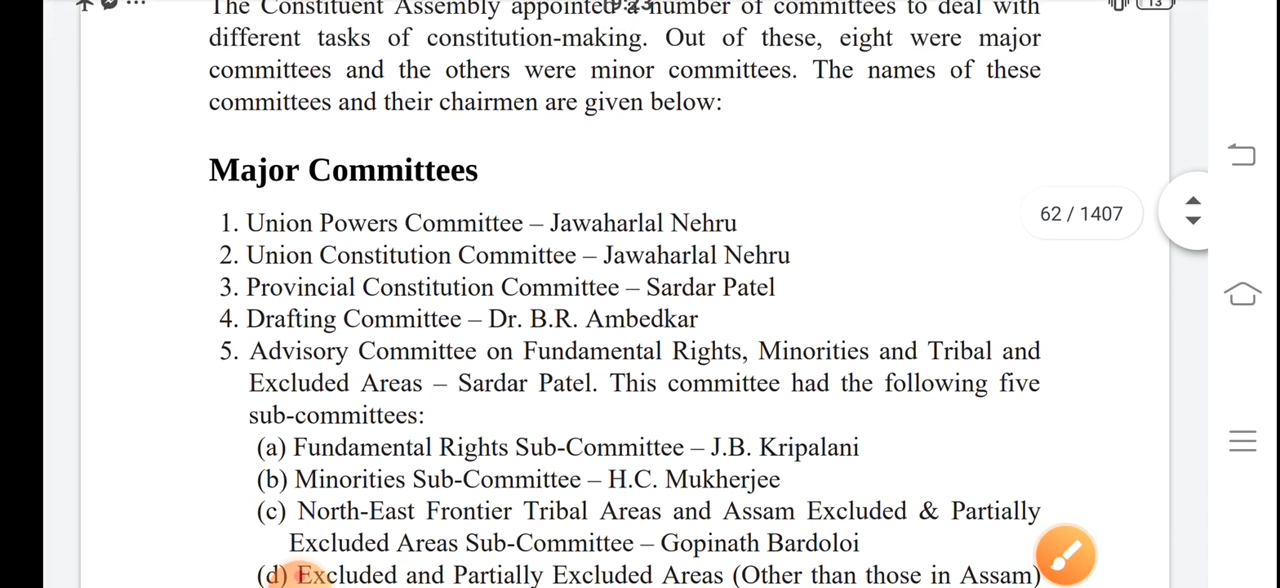 The Constituent Assembly appointed a number of committees to deal with
different tasks of constitution-making. Out of these, eight were major
committees and the others were minor committees. The names of these
committees and their chairmen are given below:
Major Committees
1. Union Powers Committee – Jawaharlal Nehru
62 / 1407
2. Union Constitution Committee – Jawaharlal Nehru
3. Provincial Constitution Committee – Sardar Patel
4. Drafting Committee – Dr. B.R. Ambedkar
5. Advisory Committee on Fundamental Rights, Minorities and Tribal and
Excluded Areas – Sardar Patel. This committee had the following five
sub-committees:
(a) Fundamental Rights Sub-Committee – J.B. Kripalani
(b) Minorities Sub-Committee – H.C. Mukherjee
(c) North-East Frontier Tribal Areas and Assam Excluded & Partially
Excluded Areas Sub-Committee – Gopinath Bardoloi
(d) Excluded and Partially Excluded Areas (Other than those in Assam)